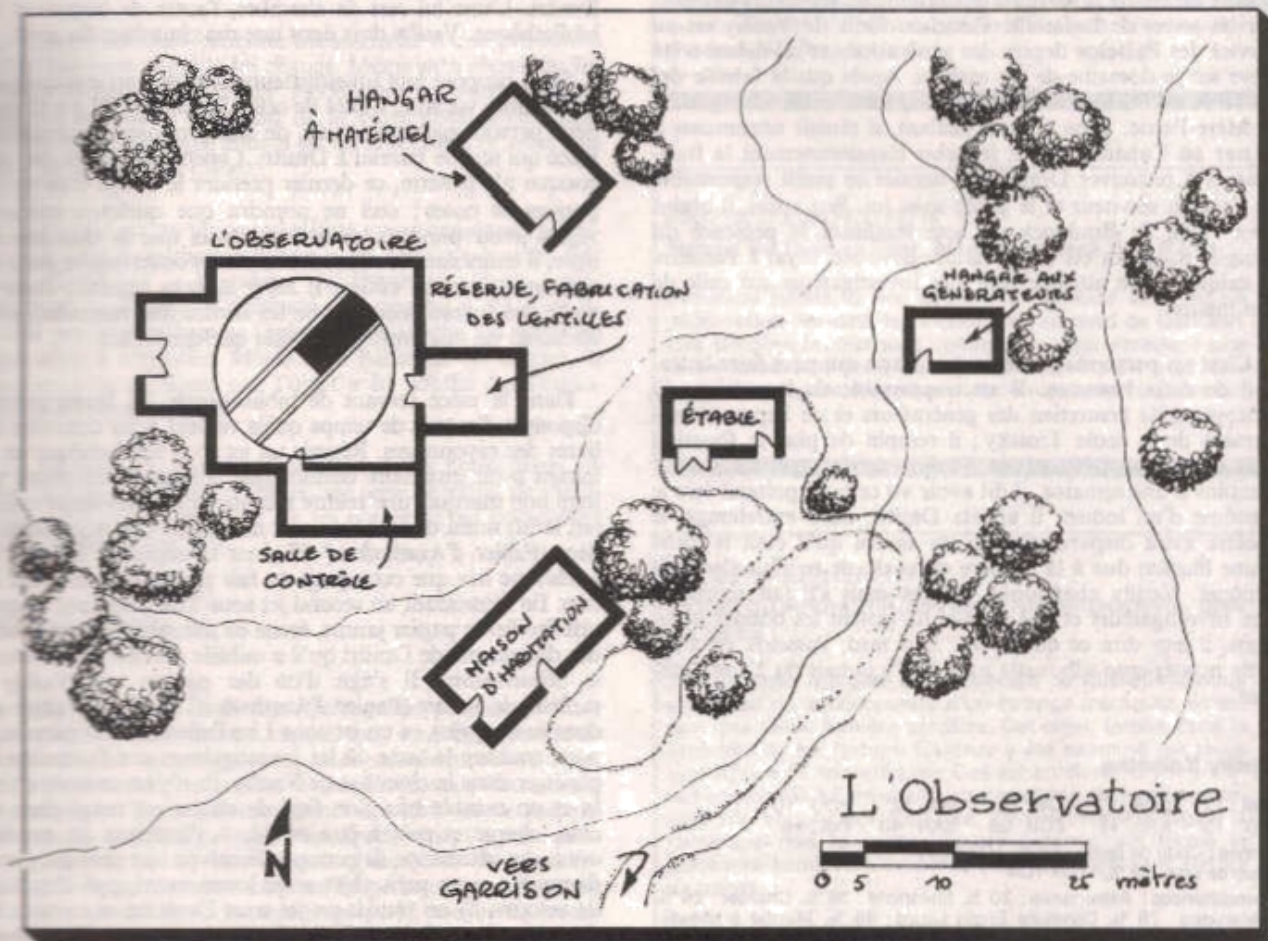 HANGAR
À MATÉRIEL
L'OBSERVATOIRE
RÉSERVE, FABRICATION
DES LENTILLES
HANGAR AUX
GÉNÉRATEURS
ÉTABLE
SALLE DE
CONTRÔLE
MAISON
D'HABITATION
L'Observatoire
N
VERS
GARRISON
0 5 10 25 mètres